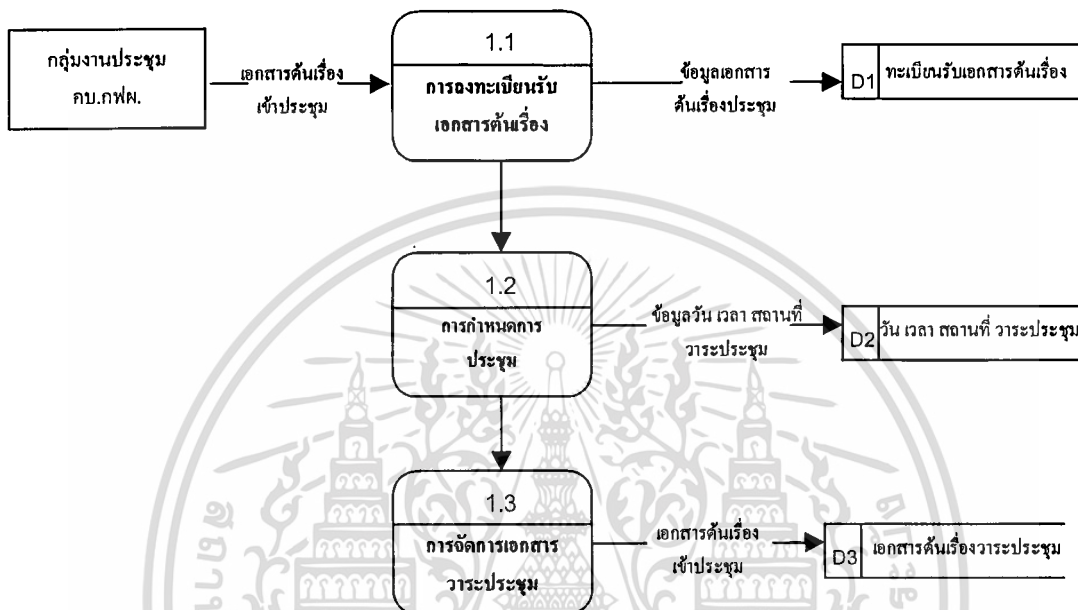 กลุ่มงานประชุม
คบ.กฟผ.
เอกสารต้นเรื่อง
เข้าประชุม
1.1
การลงทะเบียนรับ
เอกสารต้นเรื่อง
ข้อมูลเอกสาร
ต้นเรื่องประชุม
D1
ทะเบียนรับเอกสารต้นเรื่อง
1.2
การกำหนดการ
ประชุม
ข้อมูลวัน เวลา สถานที่
วาระประชุม
D2
วัน เวลา สถานที่ วาระประชุม
1.3
การจัดการเอกสาร
วาระประชุม
เอกสารต้นเรื่อง
เข้าประชุม
D3
เอกสารต้นเรื่องวาระประชุม